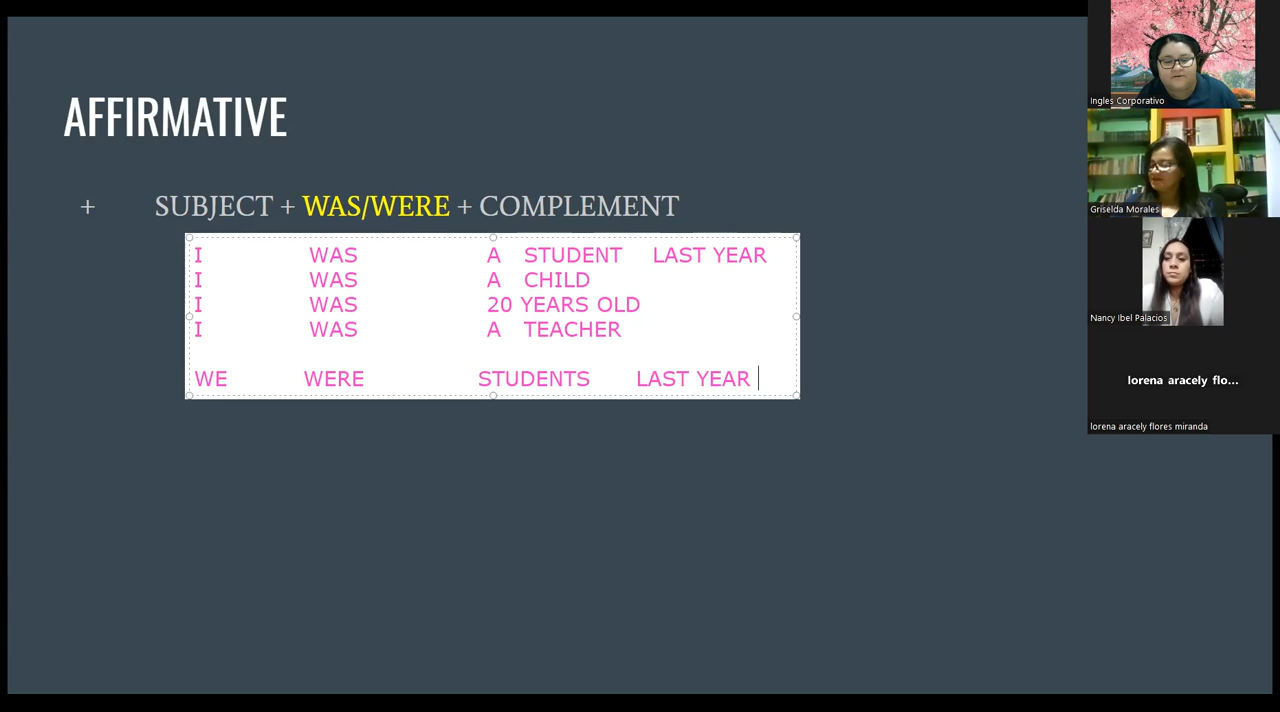 AFFIRMATIVE
+ SUBJECT + WAS/WERE + COMPLEMENT
I WAS A STUDENT LAST YEAR
I WAS A CHILD
I WAS 20 YEARS OLD
I WAS A TEACHER
WE WERE STUDENTS LAST YEAR
Ingles Corporativo
Griselda Morales
Nancy Ibel Palacios
lorena aracely flo...
lorena aracely flores miranda